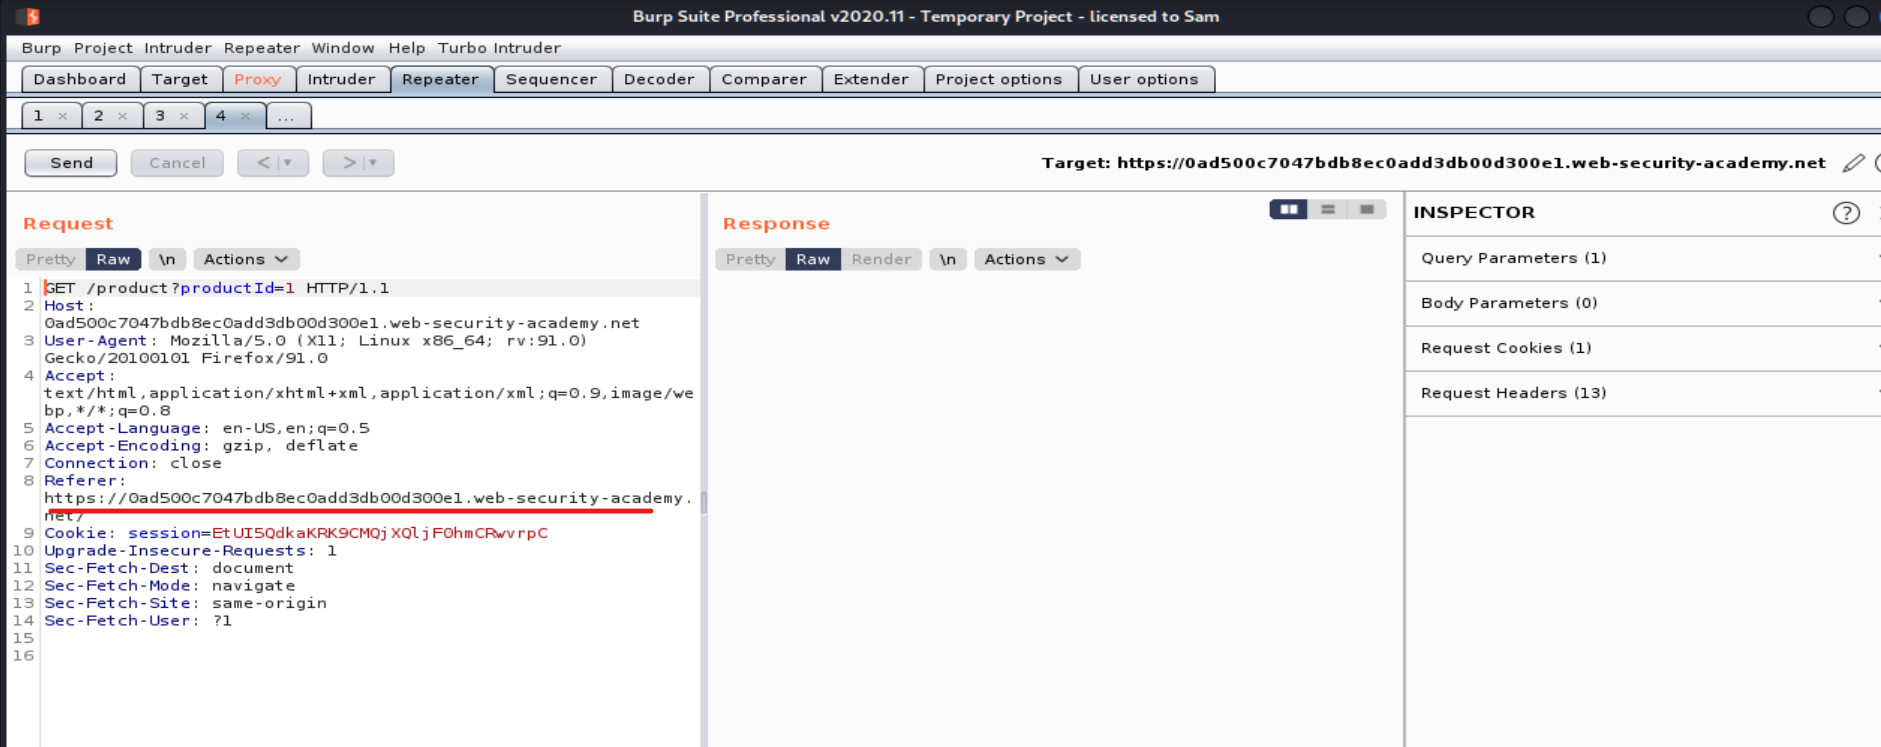 Burp Suite Professional v2020.11 - Temporary Project - licensed to Sam
Burp Project Intruder Repeater Window Help Turbo Intruder
Dashboard Target Proxy Intruder Repeater Sequencer Decoder Comparer Extender Project options User options
1 × 2 × 3 × 4 × ...
Send Cancel < > Target: https://0ad500c7047bdb8ec0add3db00d300e1.web-security-academy.net
Request
Pretty Raw \n Actions
1 GET /product?productId=1 HTTP/1.1
2 Host:
0ad500c7047bdb8ec0add3db00d300e1.web-security-academy.net
3 User-Agent: Mozilla/5.0 (X11; Linux x86_64; rv:91.0)
Gecko/20100101 Firefox/91.0
4 Accept:
text/html,application/xhtml+xml,application/xml;q=0.9,image/we
bp,*/*;q=0.8
5 Accept-Language: en-US,en;q=0.5
6 Accept-Encoding: gzip, deflate
7 Connection: close
8 Referer:
https://0ad500c7047bdb8ec0add3db00d300e1.web-security-academy.
net/
9 Cookie: session=EtUI5QdkaKRK9CMQjXQljF0hmCRwvrpC
10 Upgrade-Insecure-Requests: 1
11 Sec-Fetch-Dest: document
12 Sec-Fetch-Mode: navigate
13 Sec-Fetch-Site: same-origin
14 Sec-Fetch-User: ?1
15
16
Response
Pretty Raw Render \n Actions
INSPECTOR ?
Query Parameters (1)
Body Parameters (0)
Request Cookies (1)
Request Headers (13)